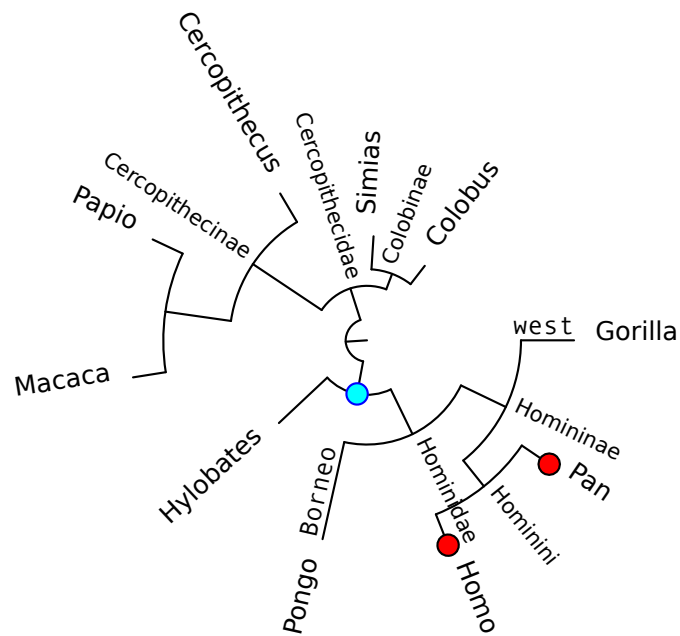 Cercopithecus
Cercopithecidae
Simias
Colobinae
Colobus
Cercopithecinae
Papio
Macaca
west
Gorilla
Homininae
Pan
Hominini
Hominidae
Homo
Hylobates
Borneo
Pongo